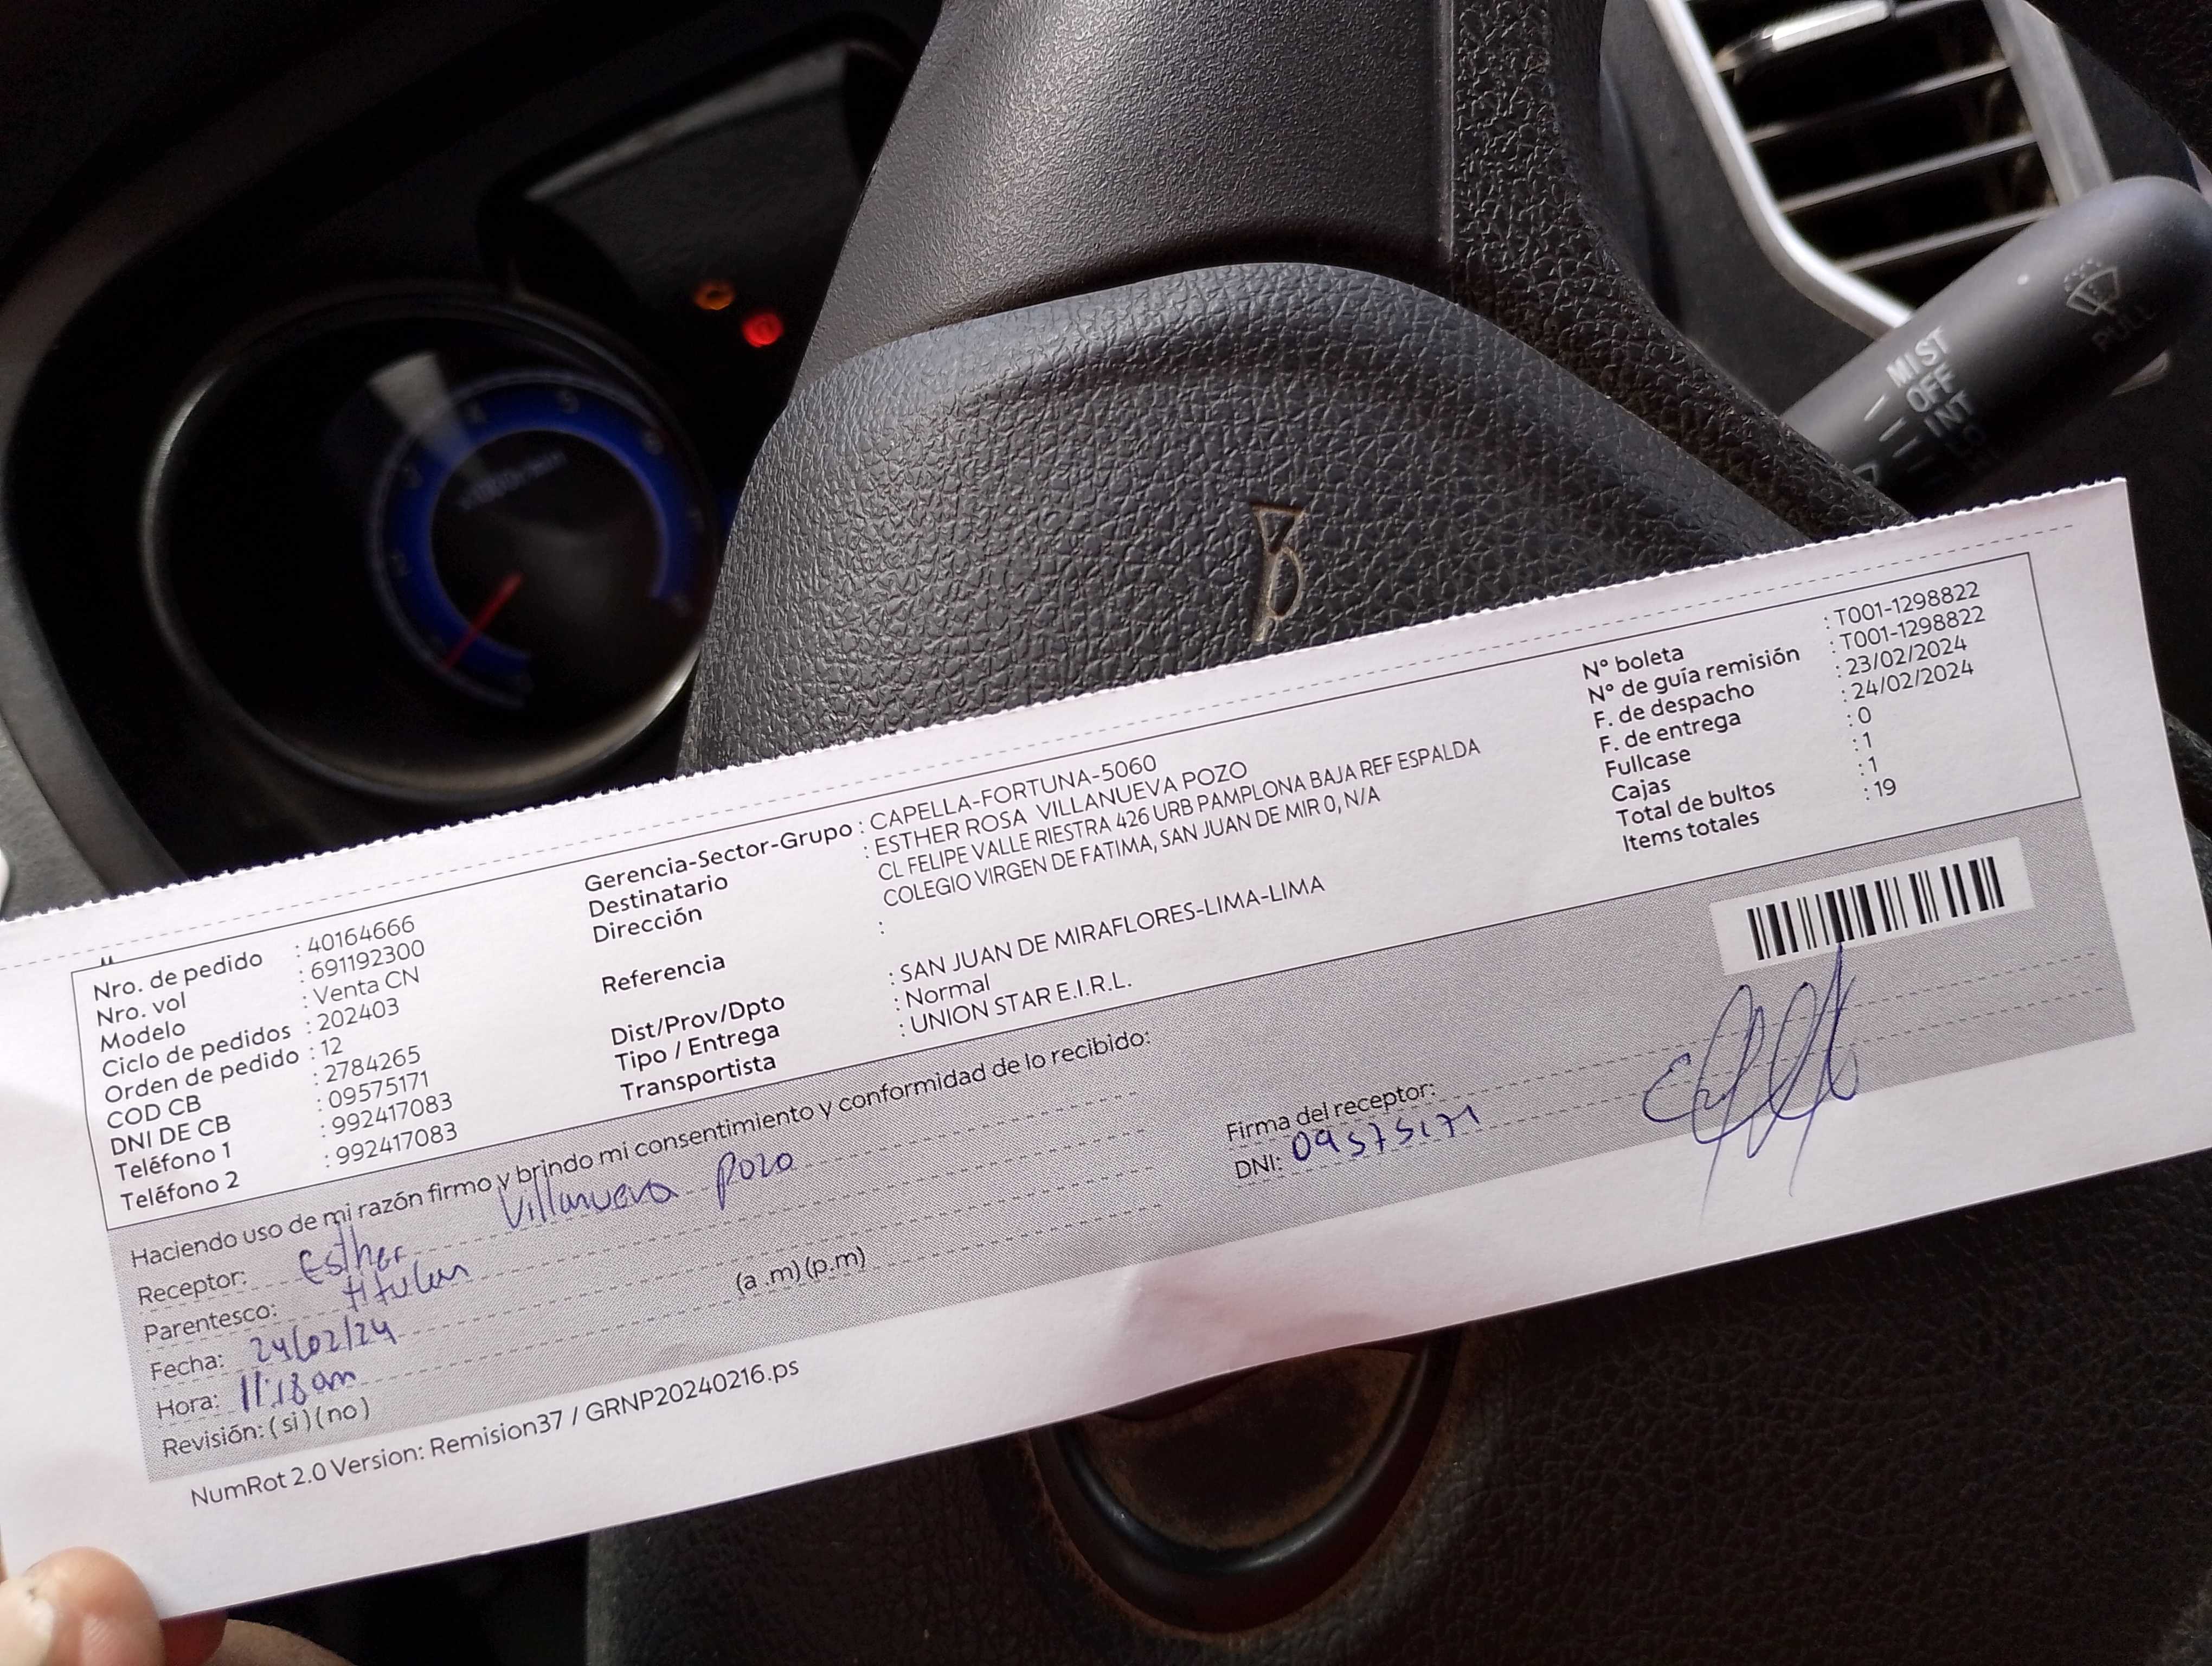 MIST
OFF
INT
LO
PULL
Nro. de pedido : 40164666
Nro. vol : 691192300
Modelo : Venta CN
Ciclo de pedidos : 202403
Orden de pedido : 12
COD CB : 2784265
DNI DE CB : 09575171
Teléfono 1 : 992417083
Teléfono 2 : 992417083
Gerencia-Sector-Grupo : CAPELLA-FORTUNA-5060
Destinatario : ESTHER ROSA VILLANUEVA POZO
Dirección CL FELIPE VALLE RIESTRA 426 URB PAMPLONA BAJA REF ESPALDA
COLEGIO VIRGEN DE FATIMA, SAN JUAN DE MIR 0, N/A
Referencia :
Dist/Prov/Dpto : SAN JUAN DE MIRAFLORES-LIMA-LIMA
Tipo / Entrega : Normal
Transportista : UNION STAR E.I.R.L.
N° boleta : T001-1298822
N° de guía remisión : T001-1298822
F. de despacho : 23/02/2024
F. de entrega : 24/02/2024
Fullcase : 0
Cajas : 1
Total de bultos : 1
Items totales : 19
Haciendo uso de mi razón firmo y brindo mi consentimiento y conformidad de lo recibido:
Receptor: Esther Villanueva Pozo
Parentesco: titular
Fecha: 24/02/24
Hora: 11:18 am (a .m)(p.m)
Revisión: (si)(no)
Firma del receptor:
DNI: 09575171
NumRot 2.0 Version: Remision37 / GRNP20240216.ps